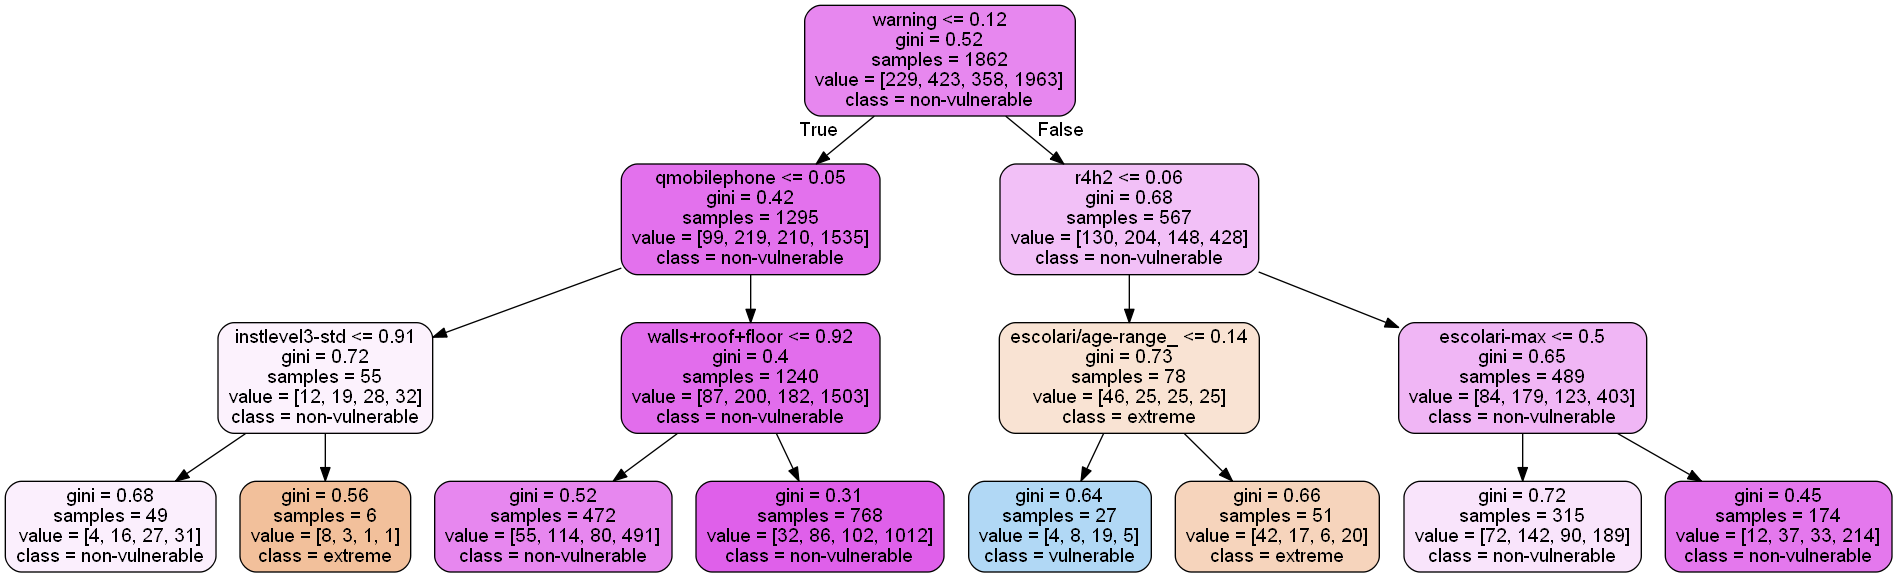 warning <= 0.12
gini = 0.52
samples = 1862
value = [229, 423, 358, 1963]
class = non-vulnerable
True
False
qmobilephone <= 0.05
gini = 0.42
samples = 1295
value = [99, 219, 210, 1535]
class = non-vulnerable
r4h2 <= 0.06
gini = 0.68
samples = 567
value = [130, 204, 148, 428]
class = non-vulnerable
instlevel3-std <= 0.91
gini = 0.72
samples = 55
value = [12, 19, 28, 32]
class = non-vulnerable
walls+roof+floor <= 0.92
gini = 0.4
samples = 1240
value = [87, 200, 182, 1503]
class = non-vulnerable
escolari/age-range_ <= 0.14
gini = 0.73
samples = 78
value = [46, 25, 25, 25]
class = extreme
escolari-max <= 0.5
gini = 0.65
samples = 489
value = [84, 179, 123, 403]
class = non-vulnerable
gini = 0.68
samples = 49
value = [4, 16, 27, 31]
class = non-vulnerable
gini = 0.56
samples = 6
value = [8, 3, 1, 1]
class = extreme
gini = 0.52
samples = 472
value = [55, 114, 80, 491]
class = non-vulnerable
gini = 0.31
samples = 768
value = [32, 86, 102, 1012]
class = non-vulnerable
gini = 0.64
samples = 27
value = [4, 8, 19, 5]
class = vulnerable
gini = 0.66
samples = 51
value = [42, 17, 6, 20]
class = extreme
gini = 0.72
samples = 315
value = [72, 142, 90, 189]
class = non-vulnerable
gini = 0.45
samples = 174
value = [12, 37, 33, 214]
class = non-vulnerable